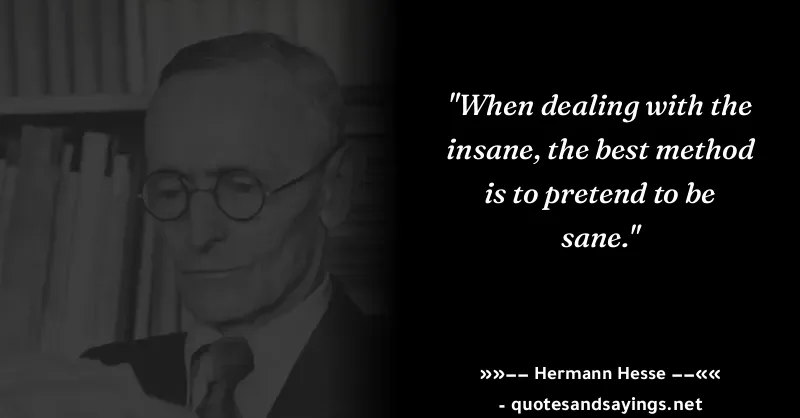 "When dealing with the
insane, the best method
is to pretend to be
sane."
»»–– Hermann Hesse ––««
- quotesandsayings.net